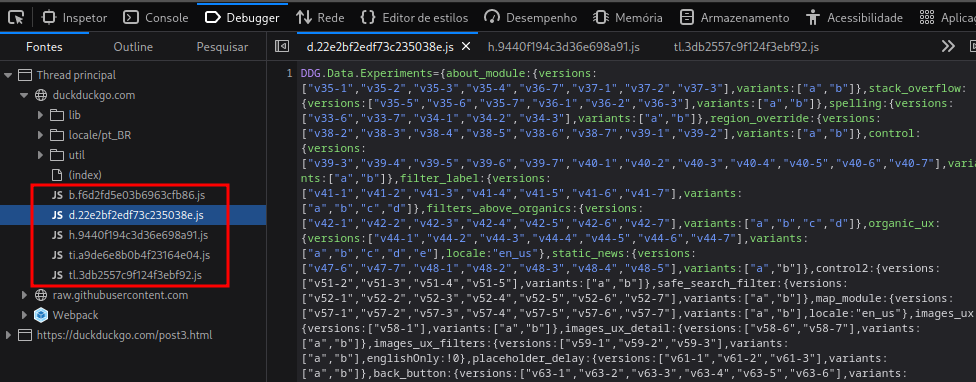 Inspetor Console Debugger Rede Editor de estilos Desempenho Memória Armazenamento Acessibilidade Aplica
Fontes Outline Pesquisar
d.22e2bf2edf73c235038e.js h.9440f194c3d36e698a91.js tl.3db2557c9f124f3ebf92.js
Thread principal
duckduckgo.com
lib
locale/pt_BR
util
(index)
JS b.f6d2fd5e03b6963cfb86.js
JS d.22e2bf2edf73c235038e.js
JS h.9440f194c3d36e698a91.js
JS ti.a9de6e8b0b4f23164e04.js
JS tl.3db2557c9f124f3ebf92.js
raw.githubusercontent.com
Webpack
https://duckduckgo.com/post3.html
1 DDG.Data.Experiments={about_module:{versions:
["v35-1","v35-2","v35-3","v35-4","v36-7","v37-1","v37-2","v37-3"],variants:["a","b"]},stack_overflow:
{versions:["v35-5","v35-6","v35-7","v36-1","v36-2","v36-3"],variants:["a","b"]},spelling:{versions:
["v33-6","v33-7","v34-1","v34-2","v34-3"],variants:["a","b"]},region_override:{versions:
["v38-2","v38-3","v38-4","v38-5","v38-6","v38-7","v39-1","v39-2"],variants:["a","b"]},control:
{versions:
["v39-3","v39-4","v39-5","v39-6","v39-7","v40-1","v40-2","v40-3","v40-4","v40-5","v40-6","v40-7"],varia
nts:["a","b"]},filter_label:{versions:
["v41-1","v41-2","v41-3","v41-4","v41-5","v41-6","v41-7"],variants:
["a","b","c","d"]},filters_above_organics:{versions:
["v42-1","v42-2","v42-3","v42-4","v42-5","v42-6","v42-7"],variants:["a","b","c","d"]},organic_ux:
{versions:["v44-1","v44-2","v44-3","v44-4","v44-5","v44-6","v44-7"],variants:
["a","b","c","d","e"],locale:"en_us"},static_news:{versions:
["v47-6","v47-7","v48-1","v48-2","v48-3","v48-4","v48-5"],variants:["a","b"]},control2:{versions:
["v51-2","v51-3","v51-4","v51-5"],variants:["a","b"]},safe_search_filter:{versions:
["v52-1","v52-2","v52-3","v52-4","v52-5","v52-6","v52-7"],variants:["a","b"]},map_module:{versions:
["v57-1","v57-2","v57-3","v57-4","v57-5","v57-6","v57-7"],variants:["a","b"],locale:"en_us"},images_ux:
{versions:["v58-1"],variants:["a","b"]},images_ux_detail:{versions:["v58-6","v58-7"],variants:
["a","b"]},images_ux_filters:{versions:["v59-1","v59-2","v59-3"],variants:
["a","b"],englishOnly:!0},placeholder_delay:{versions:["v61-1","v61-2","v61-3"],variants:
["a","b"]},back_button:{versions:["v63-1","v63-2","v63-3","v63-4","v63-5","v63-6"],variants: